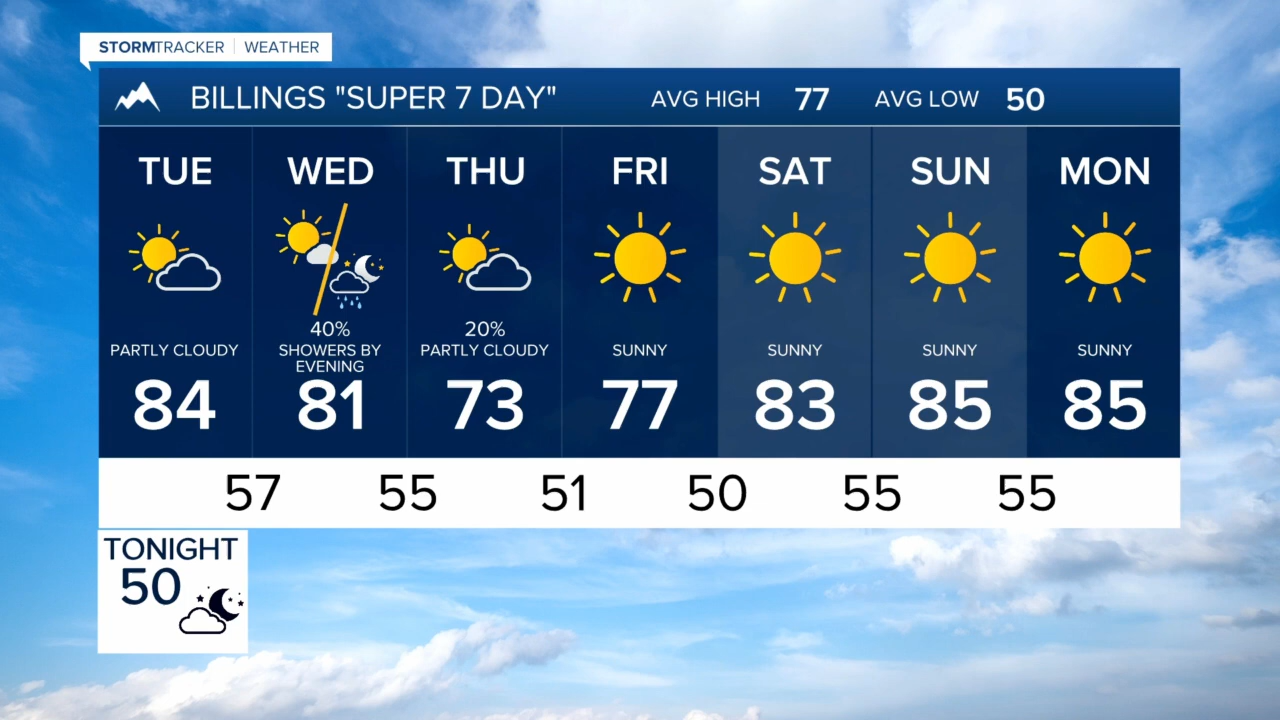 STORMTRACKER | WEATHER
BILLINGS "SUPER 7 DAY" AVG HIGH 77 AVG LOW 50
TUE WED THU FRI SAT SUN MON
40% 20%
PARTLY CLOUDY SHOWERS BY PARTLY CLOUDY SUNNY SUNNY SUNNY SUNNY
EVENING
84 81 73 77 83 85 85
57 55 51 50 55 55
TONIGHT
50